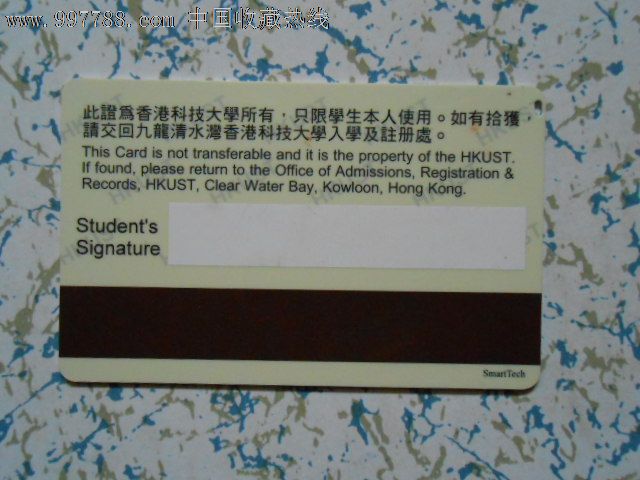 www.997788.com 中国收藏热线
此證爲香港科技大學所有，只限學生本人使用。如有拾獲，
請交回九龍清水灣香港科技大學入學及註册處。
This Card is not transferable and it is the property of the HKUST.
If found, please return to the Office of Admissions, Registration &
Records, HKUST, Clear Water Bay, Kowloon, Hong Kong.
Student's
Signature
SmartTech